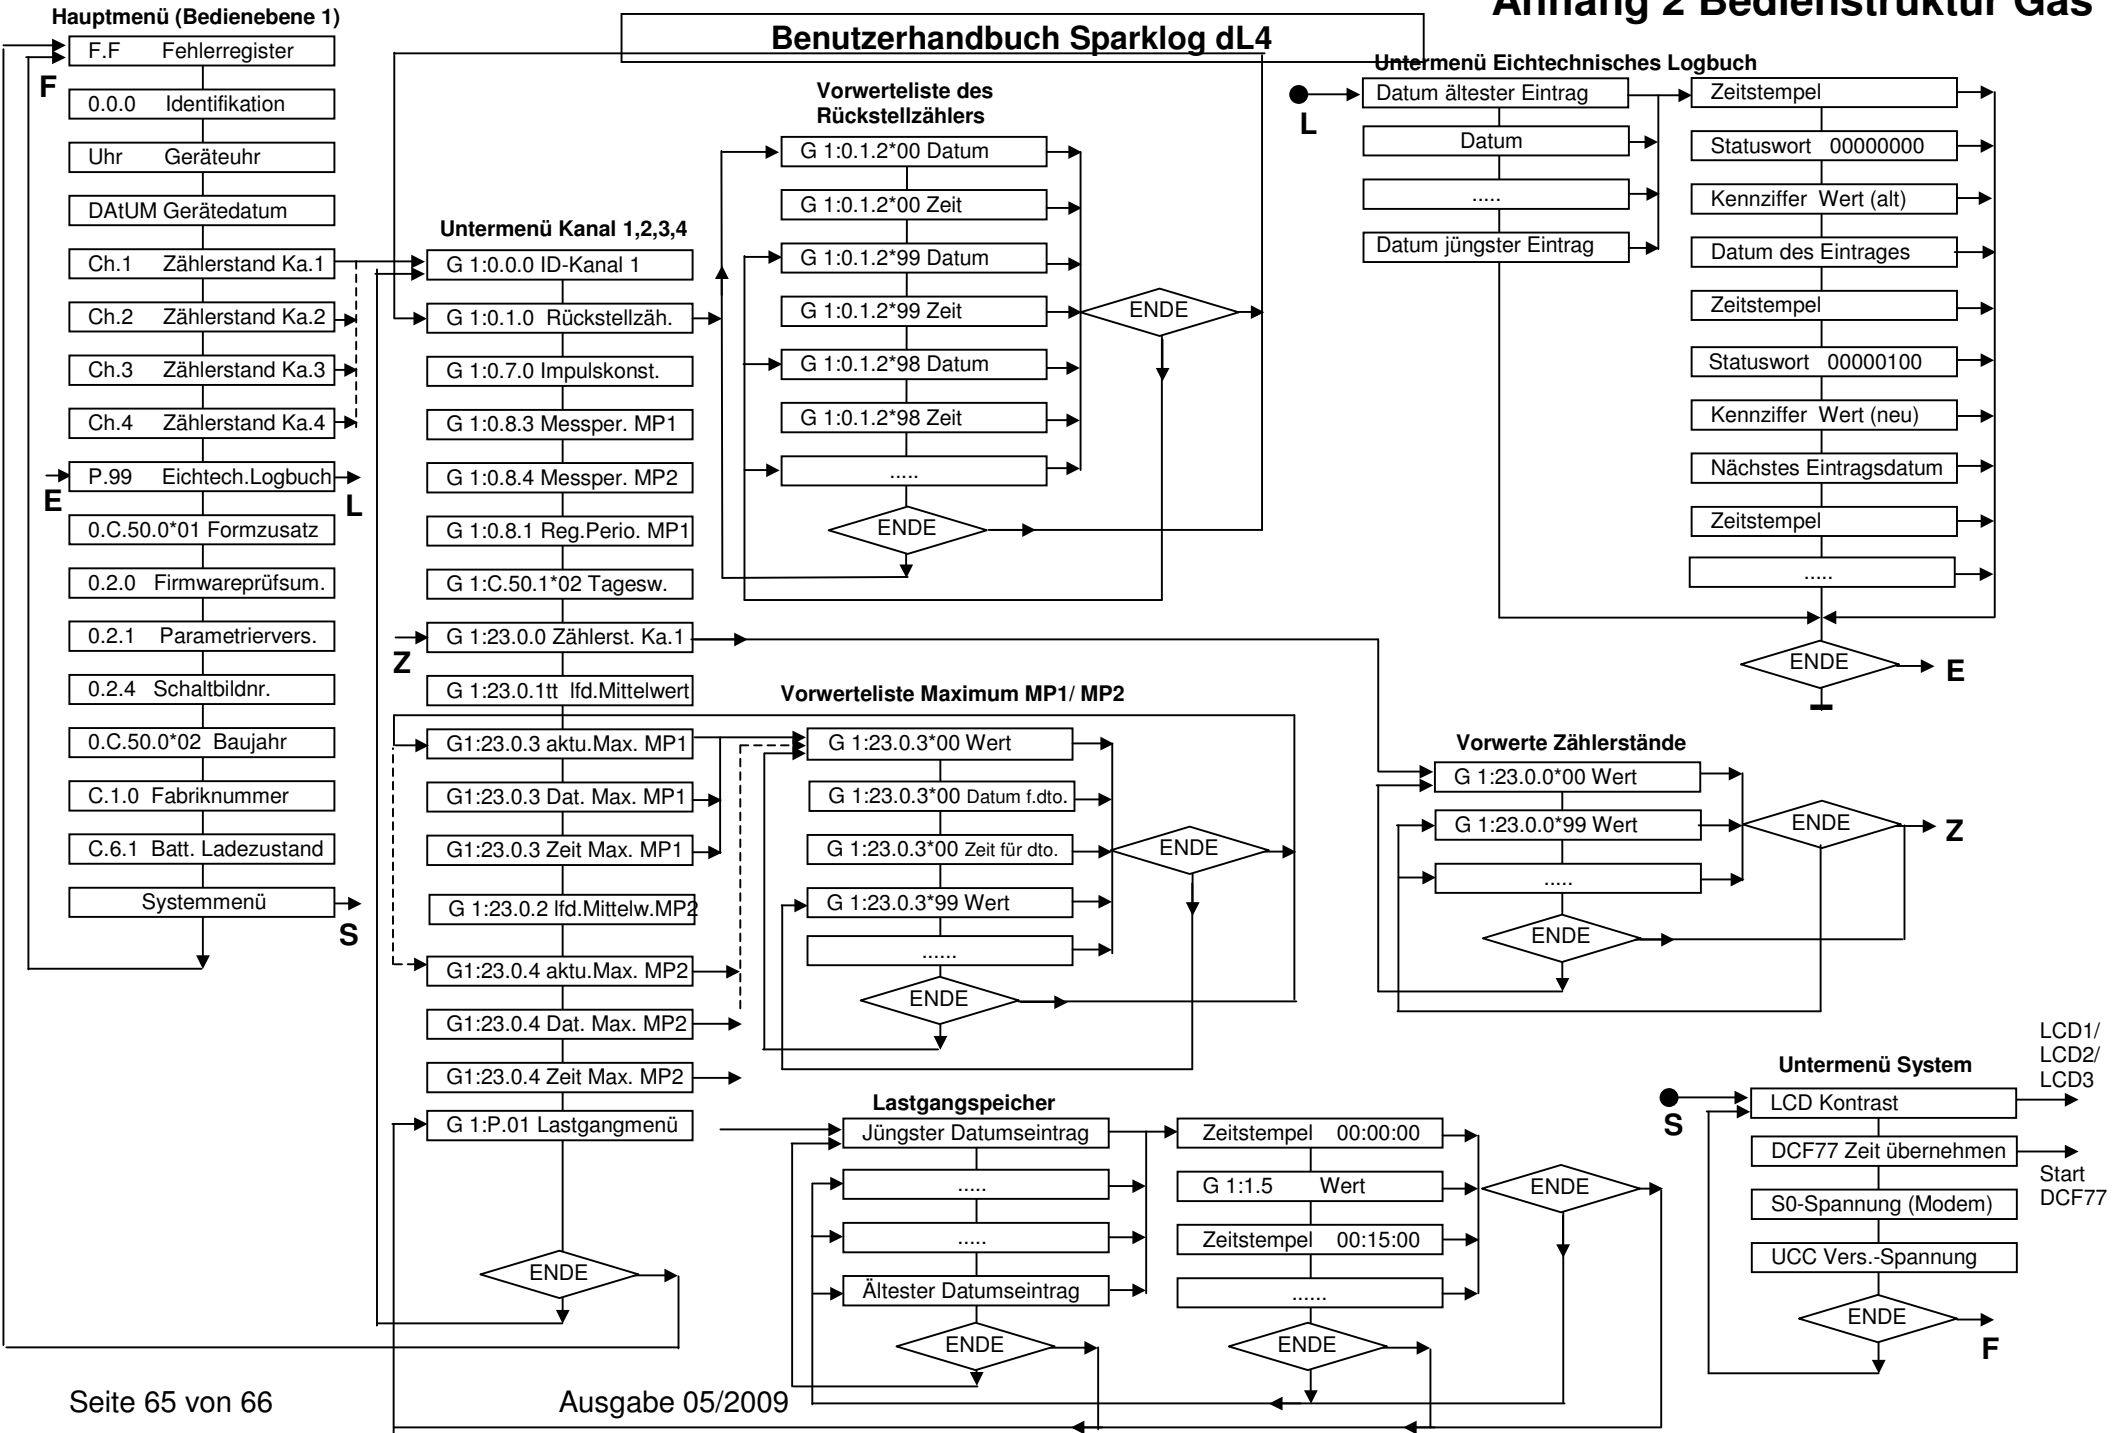 Anhang 2 Bedienstruktur Gas
Benutzerhandbuch Sparklog dL4
Hauptmenü (Bedienebene 1)
F.F Fehlerregister
F
0.0.0 Identifikation
Uhr Geräteuhr
DAtUM Gerätedatum
Ch.1 Zählerstand Ka.1
Ch.2 Zählerstand Ka.2
Ch.3 Zählerstand Ka.3
Ch.4 Zählerstand Ka.4
P.99 Eichtech.Logbuch
E
L
0.C.50.0*01 Formzusatz
0.2.0 Firmwareprüfsum.
0.2.1 Parametriervers.
0.2.4 Schaltbildnr.
0.C.50.0*02 Baujahr
C.1.0 Fabriknummer
C.6.1 Batt. Ladezustand
Systemmenü
S
Untermenü Kanal 1,2,3,4
G 1:0.0.0 ID-Kanal 1
G 1:0.1.0 Rückstellzäh.
G 1:0.7.0 Impulskonst.
G 1:0.8.3 Messper. MP1
G 1:0.8.4 Messper. MP2
G 1:0.8.1 Reg.Perio. MP1
G 1:C.50.1*02 Tagesw.
G 1:23.0.0 Zählerst. Ka.1
Z
G 1:23.0.1tt lfd.Mittelwert
G1:23.0.3 aktu.Max. MP1
G1:23.0.3 Dat. Max. MP1
G1:23.0.3 Zeit Max. MP1
G 1:23.0.2 lfd.Mittelw.MP2
G1:23.0.4 aktu.Max. MP2
G1:23.0.4 Dat. Max. MP2
G1:23.0.4 Zeit Max. MP2
G 1:P.01 Lastgangmenü
ENDE
Vorwerteliste des
Rückstellzählers
G 1:0.1.2*00 Datum
G 1:0.1.2*00 Zeit
G 1:0.1.2*99 Datum
G 1:0.1.2*99 Zeit
G 1:0.1.2*98 Datum
G 1:0.1.2*98 Zeit
.....
ENDE
ENDE
Vorwerteliste Maximum MP1/ MP2
G 1:23.0.3*00 Wert
G 1:23.0.3*00 Datum f.dto.
G 1:23.0.3*00 Zeit für dto.
G 1:23.0.3*99 Wert
......
ENDE
ENDE
Lastgangspeicher
Jüngster Datumseintrag
.....
.....
Ältester Datumseintrag
ENDE
Zeitstempel 00:00:00
G 1:1.5 Wert
Zeitstempel 00:15:00
......
ENDE
ENDE
Untermenü Eichtechnisches Logbuch
L
Datum ältester Eintrag
Datum
.....
Datum jüngster Eintrag
Zeitstempel
Statuswort 00000000
Kennziffer Wert (alt)
Datum des Eintrages
Zeitstempel
Statuswort 00000100
Kennziffer Wert (neu)
Nächstes Eintragsdatum
Zeitstempel
.....
ENDE
E
Vorwerte Zählerstände
G 1:23.0.0*00 Wert
G 1:23.0.0*99 Wert
.....
ENDE
Z
ENDE
Untermenü System
S
LCD Kontrast
LCD1/
LCD2/
LCD3
DCF77 Zeit übernehmen
Start
DCF77
S0-Spannung (Modem)
UCC Vers.-Spannung
ENDE
F
Seite 65 von 66
Ausgabe 05/2009